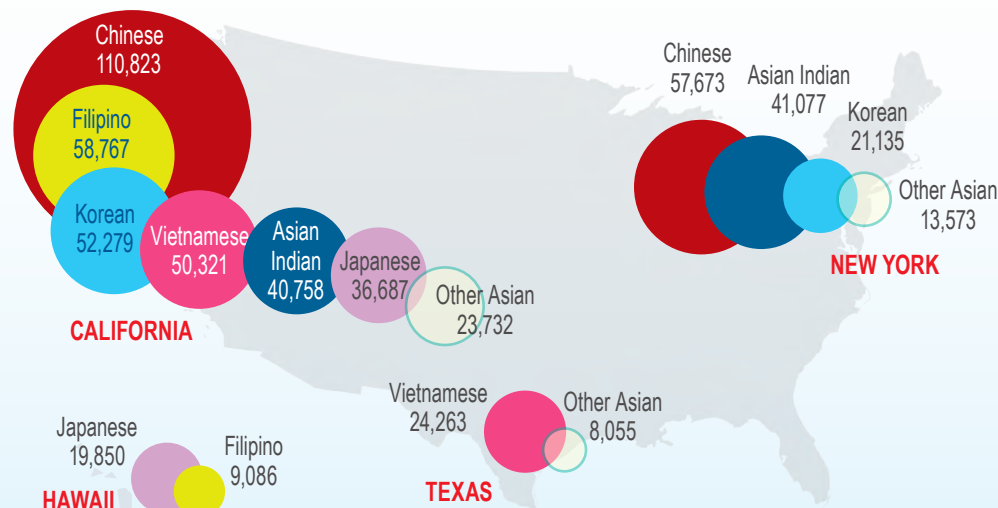 Chinese
110,823
Filipino
58,767
Korean
52,279
Vietnamese
50,321
Asian
Indian
40,758
Japanese
36,687
Other Asian
23,732
CALIFORNIA
Chinese
57,673
Asian Indian
41,077
Korean
21,135
Other Asian
13,573
NEW YORK
Vietnamese
24,263
Other Asian
8,055
TEXAS
Japanese
19,850
Filipino
9,086
HAWAII